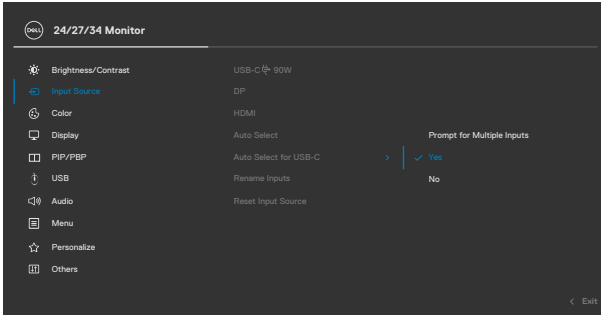 DELL 24/27/34 Monitor
Brightness/Contrast USB-C 90W
Input Source DP
Color HDMI
Display Auto Select Prompt for Multiple Inputs
PIP/PBP Auto Select for USB-C > ✓ Yes
USB Rename Inputs No
Audio Reset Input Source
Menu
Personalize
Others
< Exit